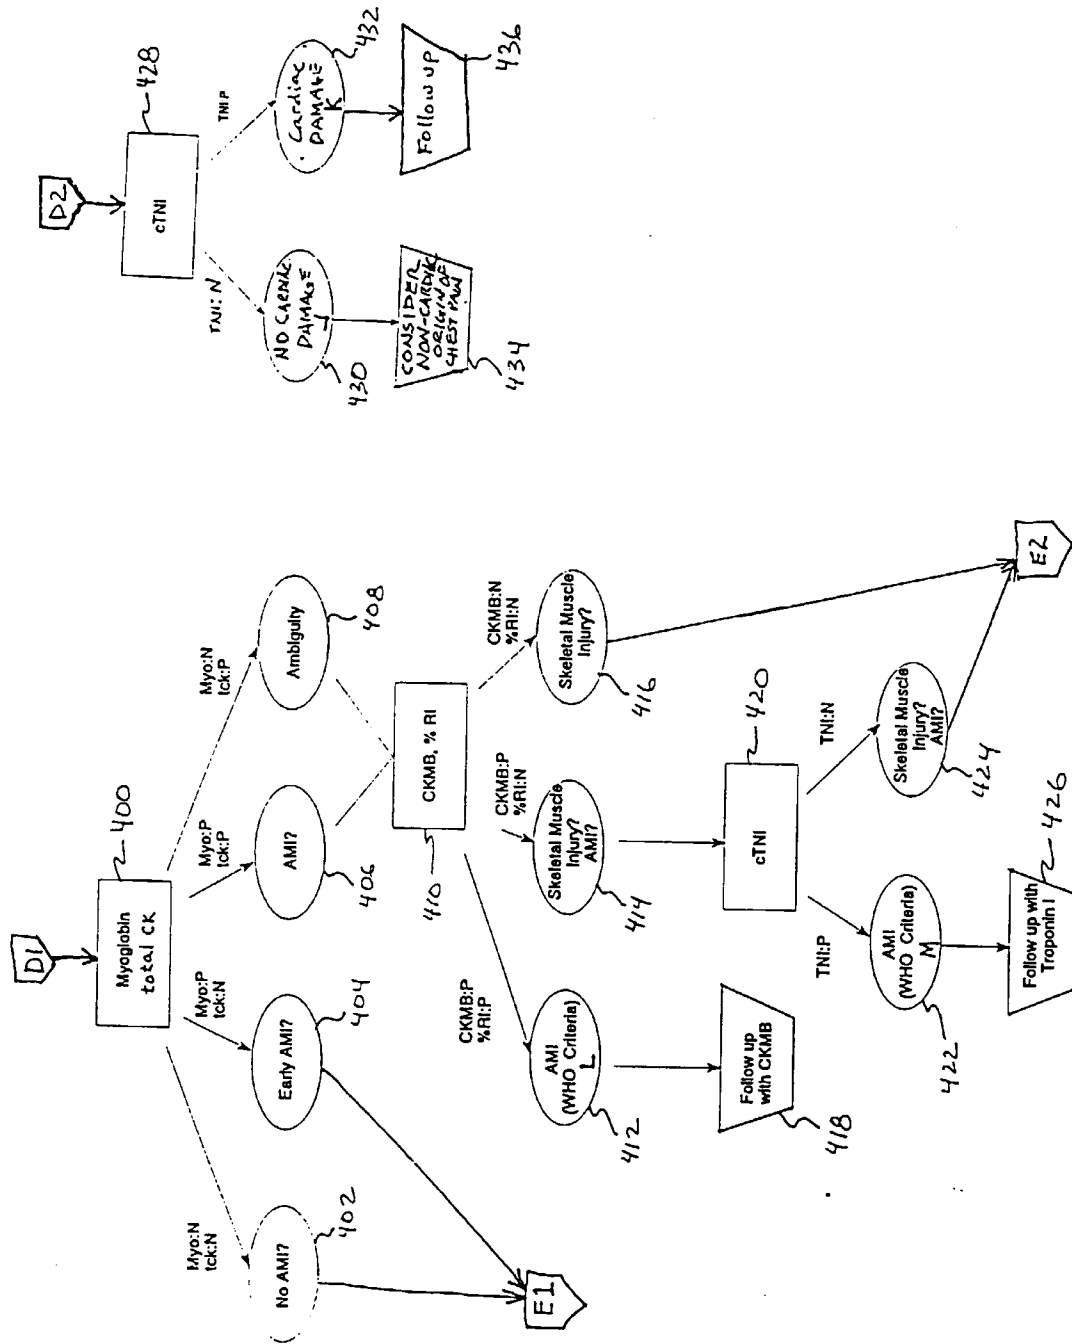 D1
Myoglobin
total CK
400
Myo:N
tck:N
Myo:P
tck:N
Myo:P
tck:P
Myo:N
tck:P
No AMI?
402
Early AMI?
404
AMI?
406
Ambiguity
408
E1
CKMB, % RI
410
CKMB:P
%RI:P
CKMB:P
%RI:N
CKMB:N
%RI:N
AMI
(WHO Criteria)
L
412
Skeletal Muscle
Injury?
AMI?
414
Skeletal Muscle
Injury?
416
Follow up
with CKMB
418
cTNI
420
TNI:P
TNI:N
AMI
(WHO Criteria)
M
422
Skeletal Muscle
Injury?
AMI?
424
Follow up with
Troponin I
426
E2
D2
cTNI
428
TNI:N
TNI:P
NO CARDIAC
DAMAGE
J
430
Cardiac
DAMAGE
K
432
CONSIDER
NON-CARDIAC
ORIGIN OF
CHEST PAIN
434
Follow up
436